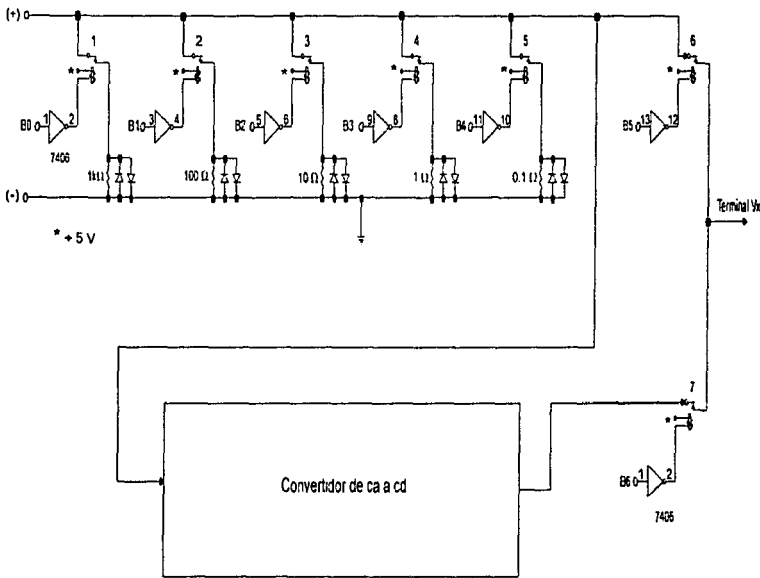 (+)
1 2 3 4 5 6
* * * * * *
B0 1 2 B1 3 4 B2 5 6 B3 9 8 B4 11 10 B5 13 12
7406
1kΩ 100 Ω 10 Ω 1 Ω 0.1 Ω
(-)
* + 5 V
Terminal Vx
7
*
Convertidor de ca a cd
B6 1 2
7406